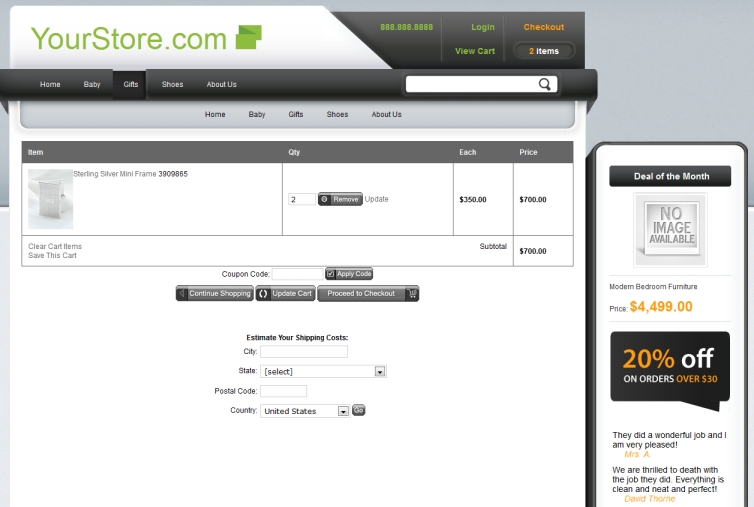 YourStore.com
888.888.8888 Login Checkout
View Cart 2 Items
Home Baby Gifts Shoes About Us
Home Baby Gifts Shoes About Us
Item Qty Each Price
Sterling Silver Mini Frame 3909865
2 Remove Update $350.00 $700.00
Clear Cart Items Subtotal $700.00
Save This Cart
Coupon Code: Apply Code
Continue Shopping Update Cart Proceed to Checkout
Estimate Your Shipping Costs:
City:
State: [select]
Postal Code:
Country: United States Go
Deal of the Month
NO
IMAGE
AVAILABLE
Modern Bedroom Furniture
Price: $4,499.00
20% off
ON ORDERS OVER $30
They did a wonderful job and I
am very pleased!
Mrs. A.
We are thrilled to death with
the job they did. Everything is
clean and neat and perfect!
David Thorne